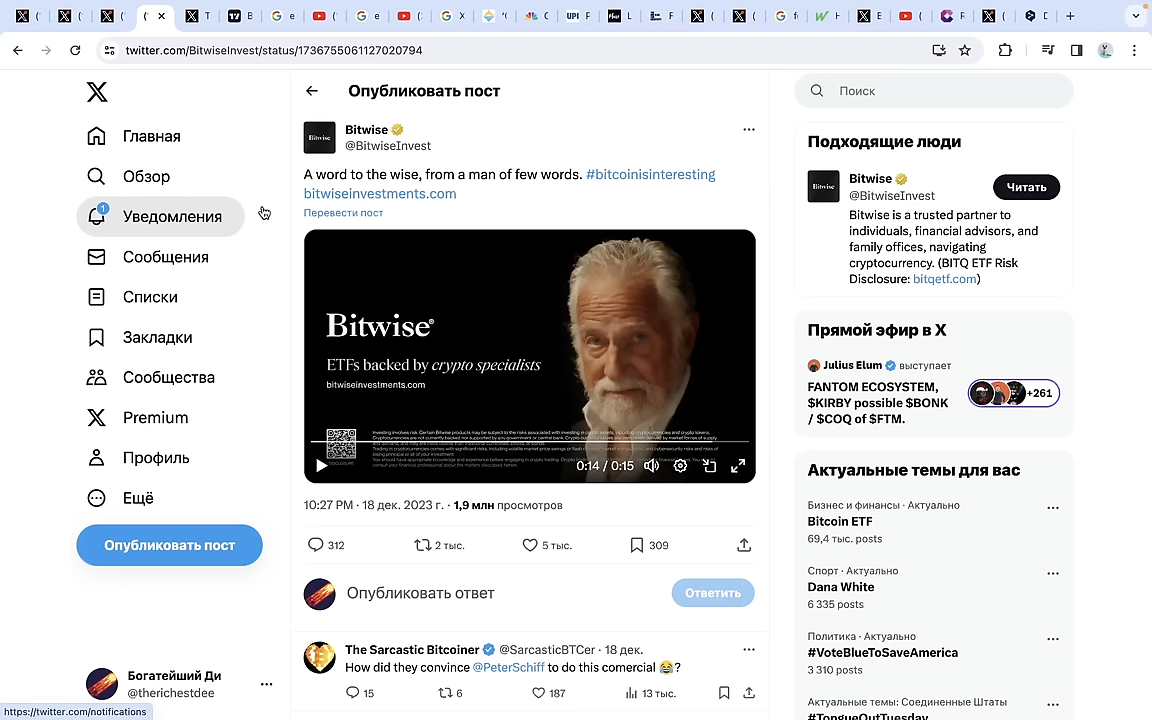 twitter.com/BitwiseInvest/status/1736755061127020794
Главная
Обзор
1
Уведомления
Сообщения
Списки
Закладки
Сообщества
Premium
Профиль
Ещё
Опубликовать пост
Богатейший Ди
@therichestdee
https://twitter.com/notifications
Опубликовать пост
Bitwise
Bitwise
@BitwiseInvest
A word to the wise, from a man of few words. #bitcoinisinteresting
bitwiseinvestments.com
Перевести пост
Bitwise®
ETFs backed by crypto specialists
bitwiseinvestments.com
0:14 / 0:15
10:27 PM · 18 дек. 2023 г. · 1,9 млн просмотров
312
2 тыс.
5 тыс.
309
Опубликовать ответ
Ответить
The Sarcastic Bitcoiner @SarcasticBTCer · 18 дек.
How did they convince @PeterSchiff to do this comercial 😂?
15
6
187
13 тыс.
Поиск
Подходящие люди
Bitwise
Bitwise
@BitwiseInvest
Читать
Bitwise is a trusted partner to
individuals, financial advisors, and
family offices, navigating
cryptocurrency. (BITQ ETF Risk
Disclosure: bitqetf.com)
Прямой эфир в X
Julius Elum выступает
FANTOM ECOSYSTEM,
$KIRBY possible $BONK
/ $COQ of $FTM.
+261
Актуальные темы для вас
Бизнес и финансы · Актуально
Bitcoin ETF
69,4 тыс. posts
Спорт · Актуально
Dana White
6 335 posts
Политика · Актуально
#VoteBlueToSaveAmerica
3 310 posts
Актуальные темы: Соединенные Штаты
#TongueOutTuesday